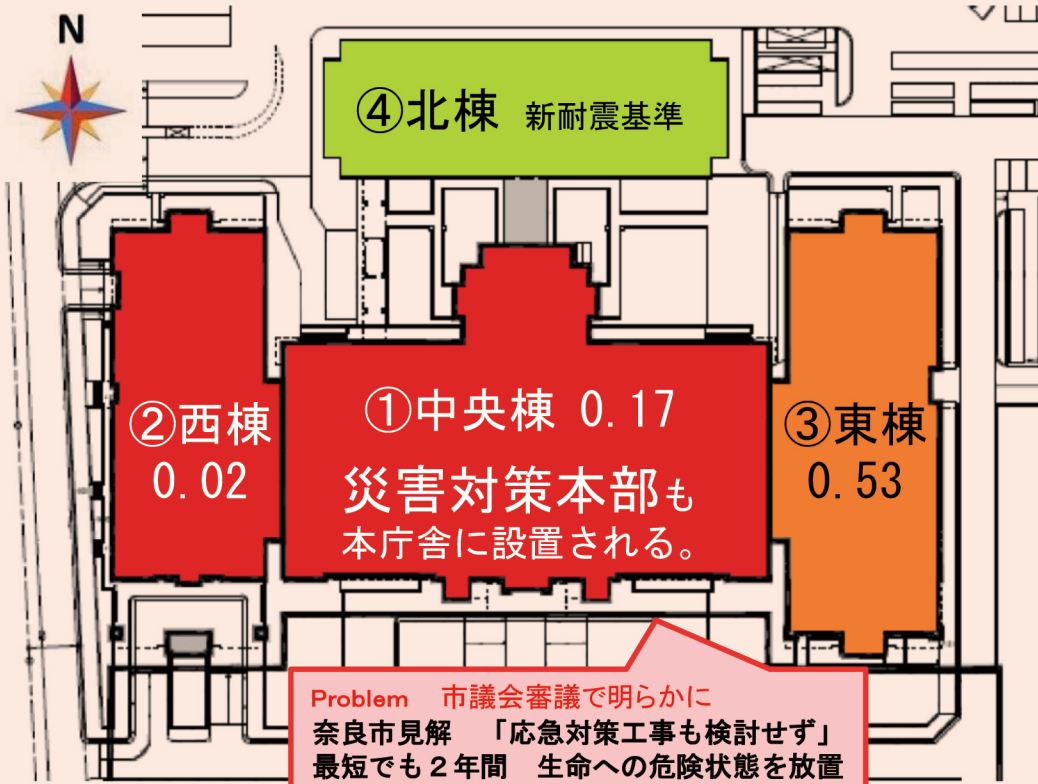 N
④北棟 新耐震基準
②西棟
0.02
①中央棟 0.17
災害対策本部も
本庁舎に設置される。
③東棟
0.53
Problem 市議会審議で明らかに
奈良市見解 「応急対策工事も検討せず」
最短でも２年間 生命への危険状態を放置